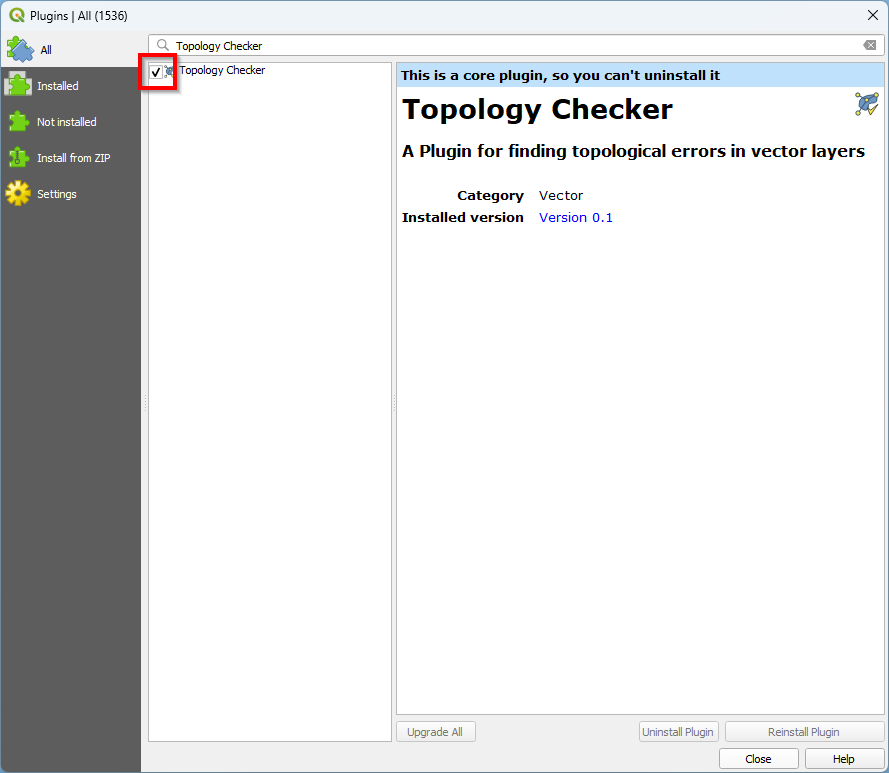 Plugins | All (1536)
All
Installed
Not installed
Install from ZIP
Settings
Topology Checker
Topology Checker
This is a core plugin, so you can't uninstall it
Topology Checker
A Plugin for finding topological errors in vector layers
Category Vector
Installed version Version 0.1
Upgrade All
Uninstall Plugin
Reinstall Plugin
Close
Help